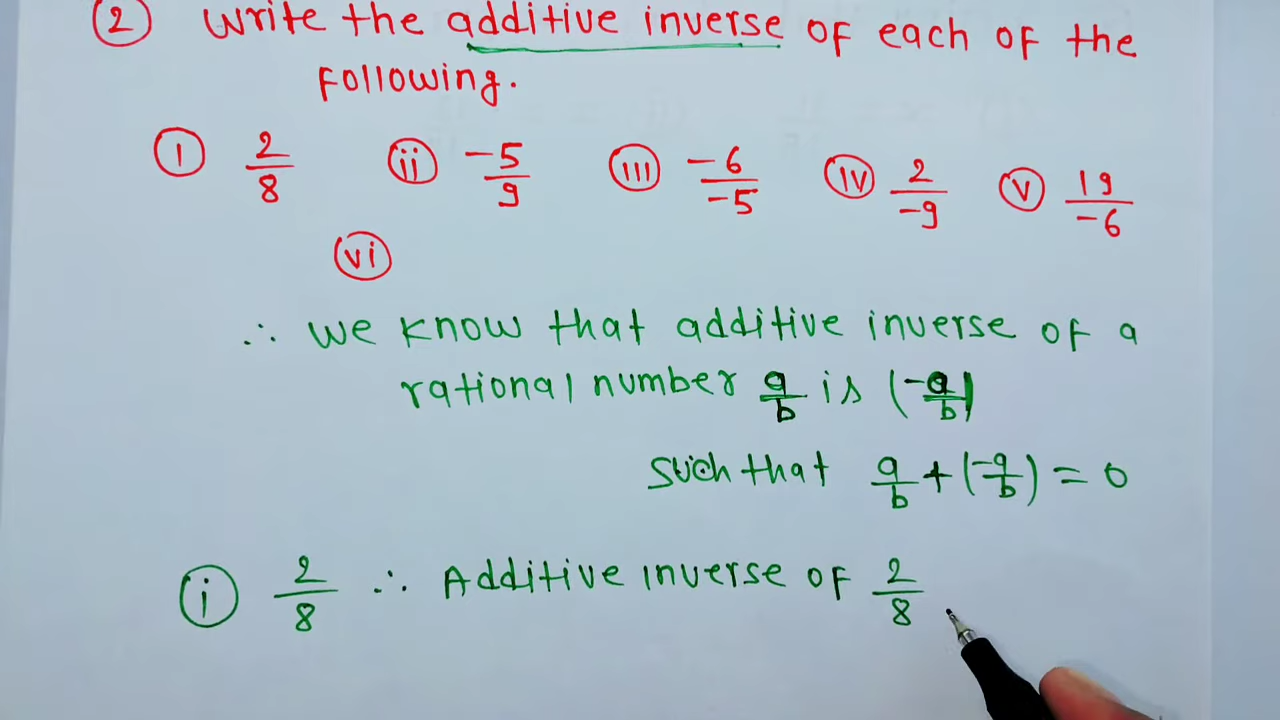 ② Write the additive inverse of each of the
following.
ⓘ 2/8 ⓘⓘ -5/9 ⓘⓘⓘ -6/-5 ⓘⓥ 2/-9 ⓥ 19/-6
ⓥⓘ
∴ We know that additive inverse of a
rational number a/b is (-a/b)
such that a/b + (-a/b) = 0
ⓘ 2/8 ∴ Additive inverse of 2/8